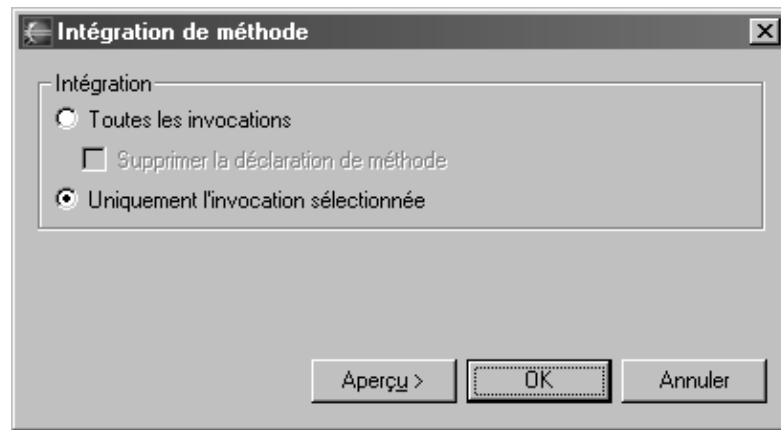 Intégration de méthode
Intégration
Toutes les invocations
Supprimer la déclaration de méthode
Uniquement l'invocation sélectionnée
Aperçu > OK Annuler